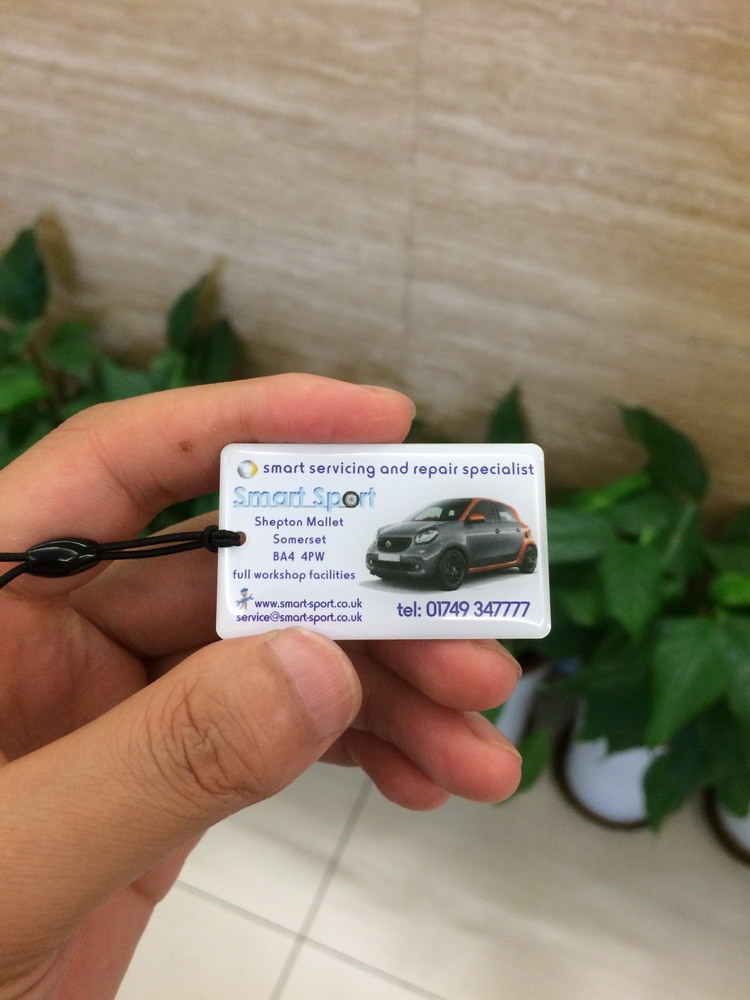 smart servicing and repair specialist
Smart Sport
Shepton Mallet
Somerset
BA4 4PW
full workshop facilities
www.smart-sport.co.uk
service@smart-sport.co.uk
tel: 01749 347777